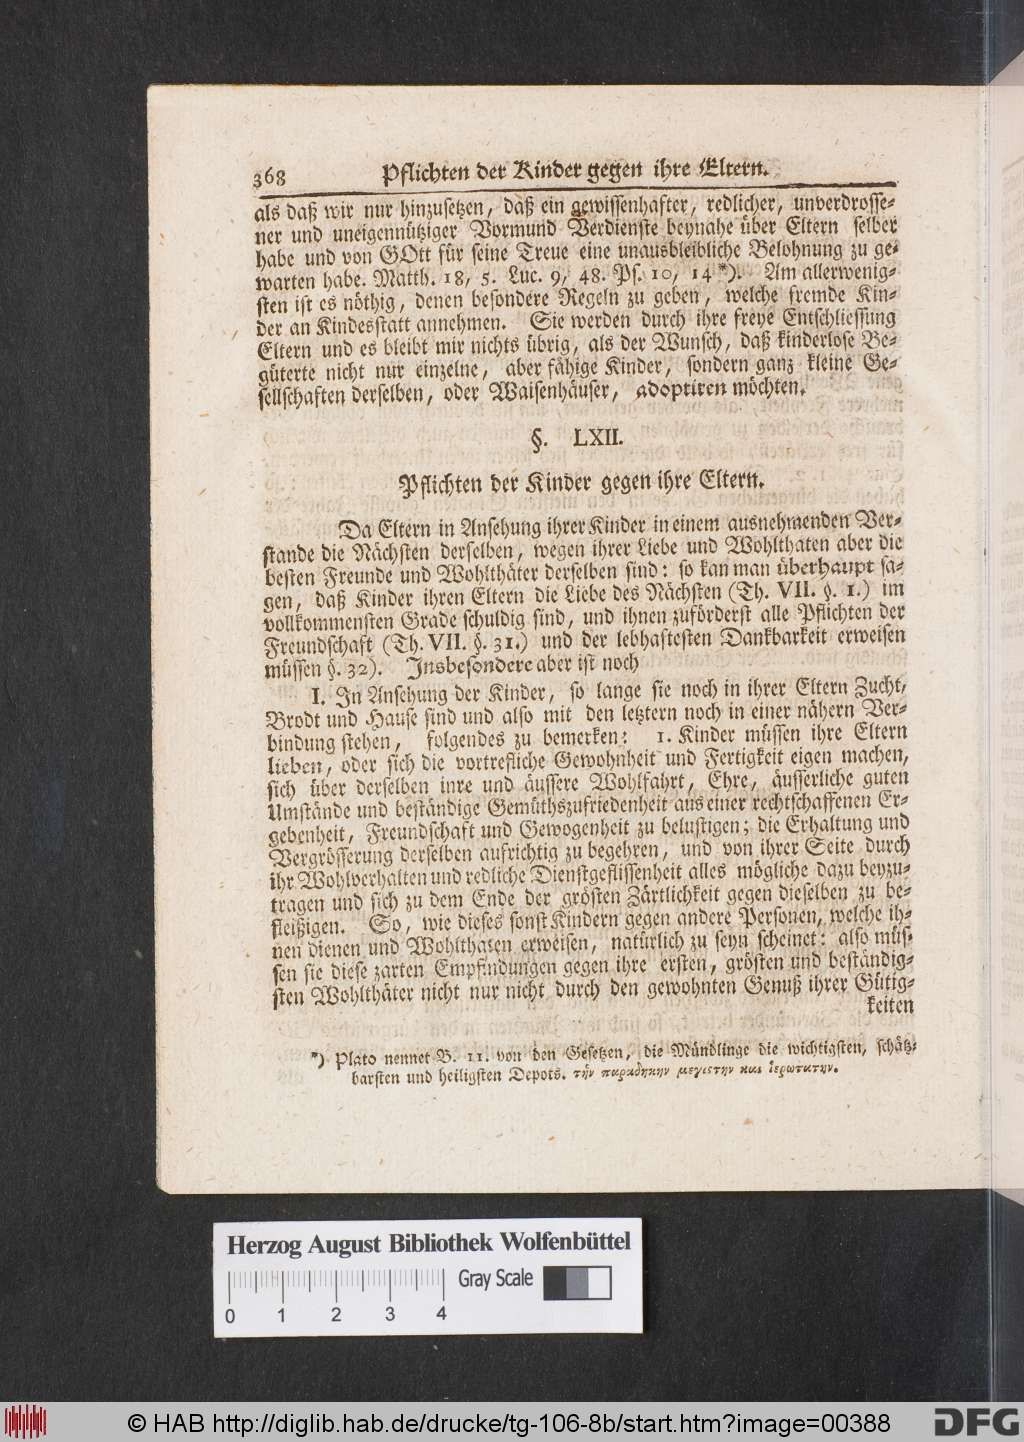 368 Pflichten der Kinder gegen ihre Eltern.
als daß wir nur hinzusetzen, daß ein gewissenhafter, redlicher, unverdrosse-
ner und uneigennütziger Vormund Verdienste beynahe über Eltern selber
habe und von GOtt für seine Treue eine unausbleibliche Belohnung zu ge-
warten habe. Matth. 18, 5. Luc. 9, 48. Ps. 10, 14 *). Am allerwenig-
sten ist es nöthig, denen besondere Regeln zu geben, welche fremde Kin-
der an Kindesstatt annehmen. Sie werden durch ihre freye Entschliessung
Eltern und es bleibt mir nichts übrig, als der Wunsch, daß kinderlose Be-
güterte nicht nur einzelne, aber fähige Kinder, sondern ganz kleine Ge-
sellschaften derselben, oder Waisenhäuser, adoptiren möchten.
§. LXII.
Pflichten der Kinder gegen ihre Eltern.
Da Eltern in Ansehung ihrer Kinder in einem ausnehmenden Ver-
stande die Nächsten derselben, wegen ihrer Liebe und Wohlthaten aber die
besten Freunde und Wohlthäter derselben sind: so kan man überhaupt sa-
gen, daß Kinder ihren Eltern die Liebe des Nächsten (Th. VII. §. 1.) im
vollkommensten Grade schuldig sind, und ihnen zuförderst alle Pflichten der
Freundschaft (Th. VII. §. 31.) und der lebhaftesten Dankbarkeit erweisen
müssen §. 32). Insbesondere aber ist noch
I. In Ansehung der Kinder, so lange sie noch in ihrer Eltern Zucht,
Brodt und Hause sind und also mit den letztern noch in einer nähern Ver-
bindung stehen, folgendes zu bemerken: 1. Kinder müssen ihre Eltern
lieben, oder sich die vortrefliche Gewohnheit und Fertigkeit eigen machen,
sich über derselben inre und äussere Wohlfahrt, Ehre, äusserliche guten
Umstände und beständige Gemüthszufriedenheit aus einer rechtschaffenen Er-
gebenheit, Freundschaft und Gewogenheit zu belustigen; die Erhaltung und
Vergrösserung derselben aufrichtig zu begehren, und von ihrer Seite durch
ihr Wohlverhalten und redliche Dienstgeflissenheit alles mögliche dazu beyzu-
tragen und sich zu dem Ende der grösten Zärtlichkeit gegen dieselben zu be-
fleißigen. So, wie dieses sonst Kindern gegen andere Personen, welche ih-
nen dienen und Wohlthaten erweisen, natürlich zu seyn scheinet: also müs-
sen sie diese zarten Empfindungen gegen ihre ersten, grösten und beständig-
sten Wohlthäter nicht nur nicht durch den gewohnten Genuß ihrer Gütig-
keiten
*) Plato nennet B. 11. von den Gesetzen, die Mündlinge die wichtigsten, schätz-
barsten und heiligsten Depots. τὴν παραθηκην μεγιστην και ἱερωτατην.
Herzog August Bibliothek Wolfenbüttel
Gray Scale
0 1 2 3 4
© HAB http://diglib.hab.de/drucke/tg-106-8b/start.htm?image=00388
DFG